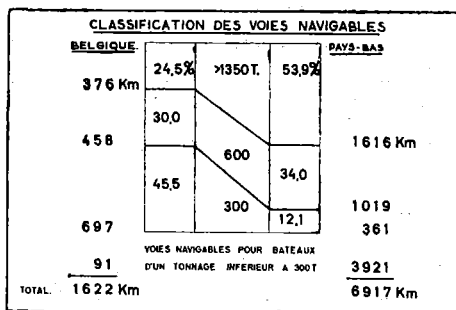 CLASSIFICATION DES VOIES NAVIGABLES
BELGIQUE. PAYS-BAS
24,5% >1350T. 53,9%
376 Km
30,0
458 1616 Km
600
34,0
45,5
300 1019
12,1
697 361
VOIES NAVIGABLES POUR BATEAUX
D'UN TONNAGE INFERIEUR A 300T
91 3921
TOTAL. 1622 Km 6917 Km